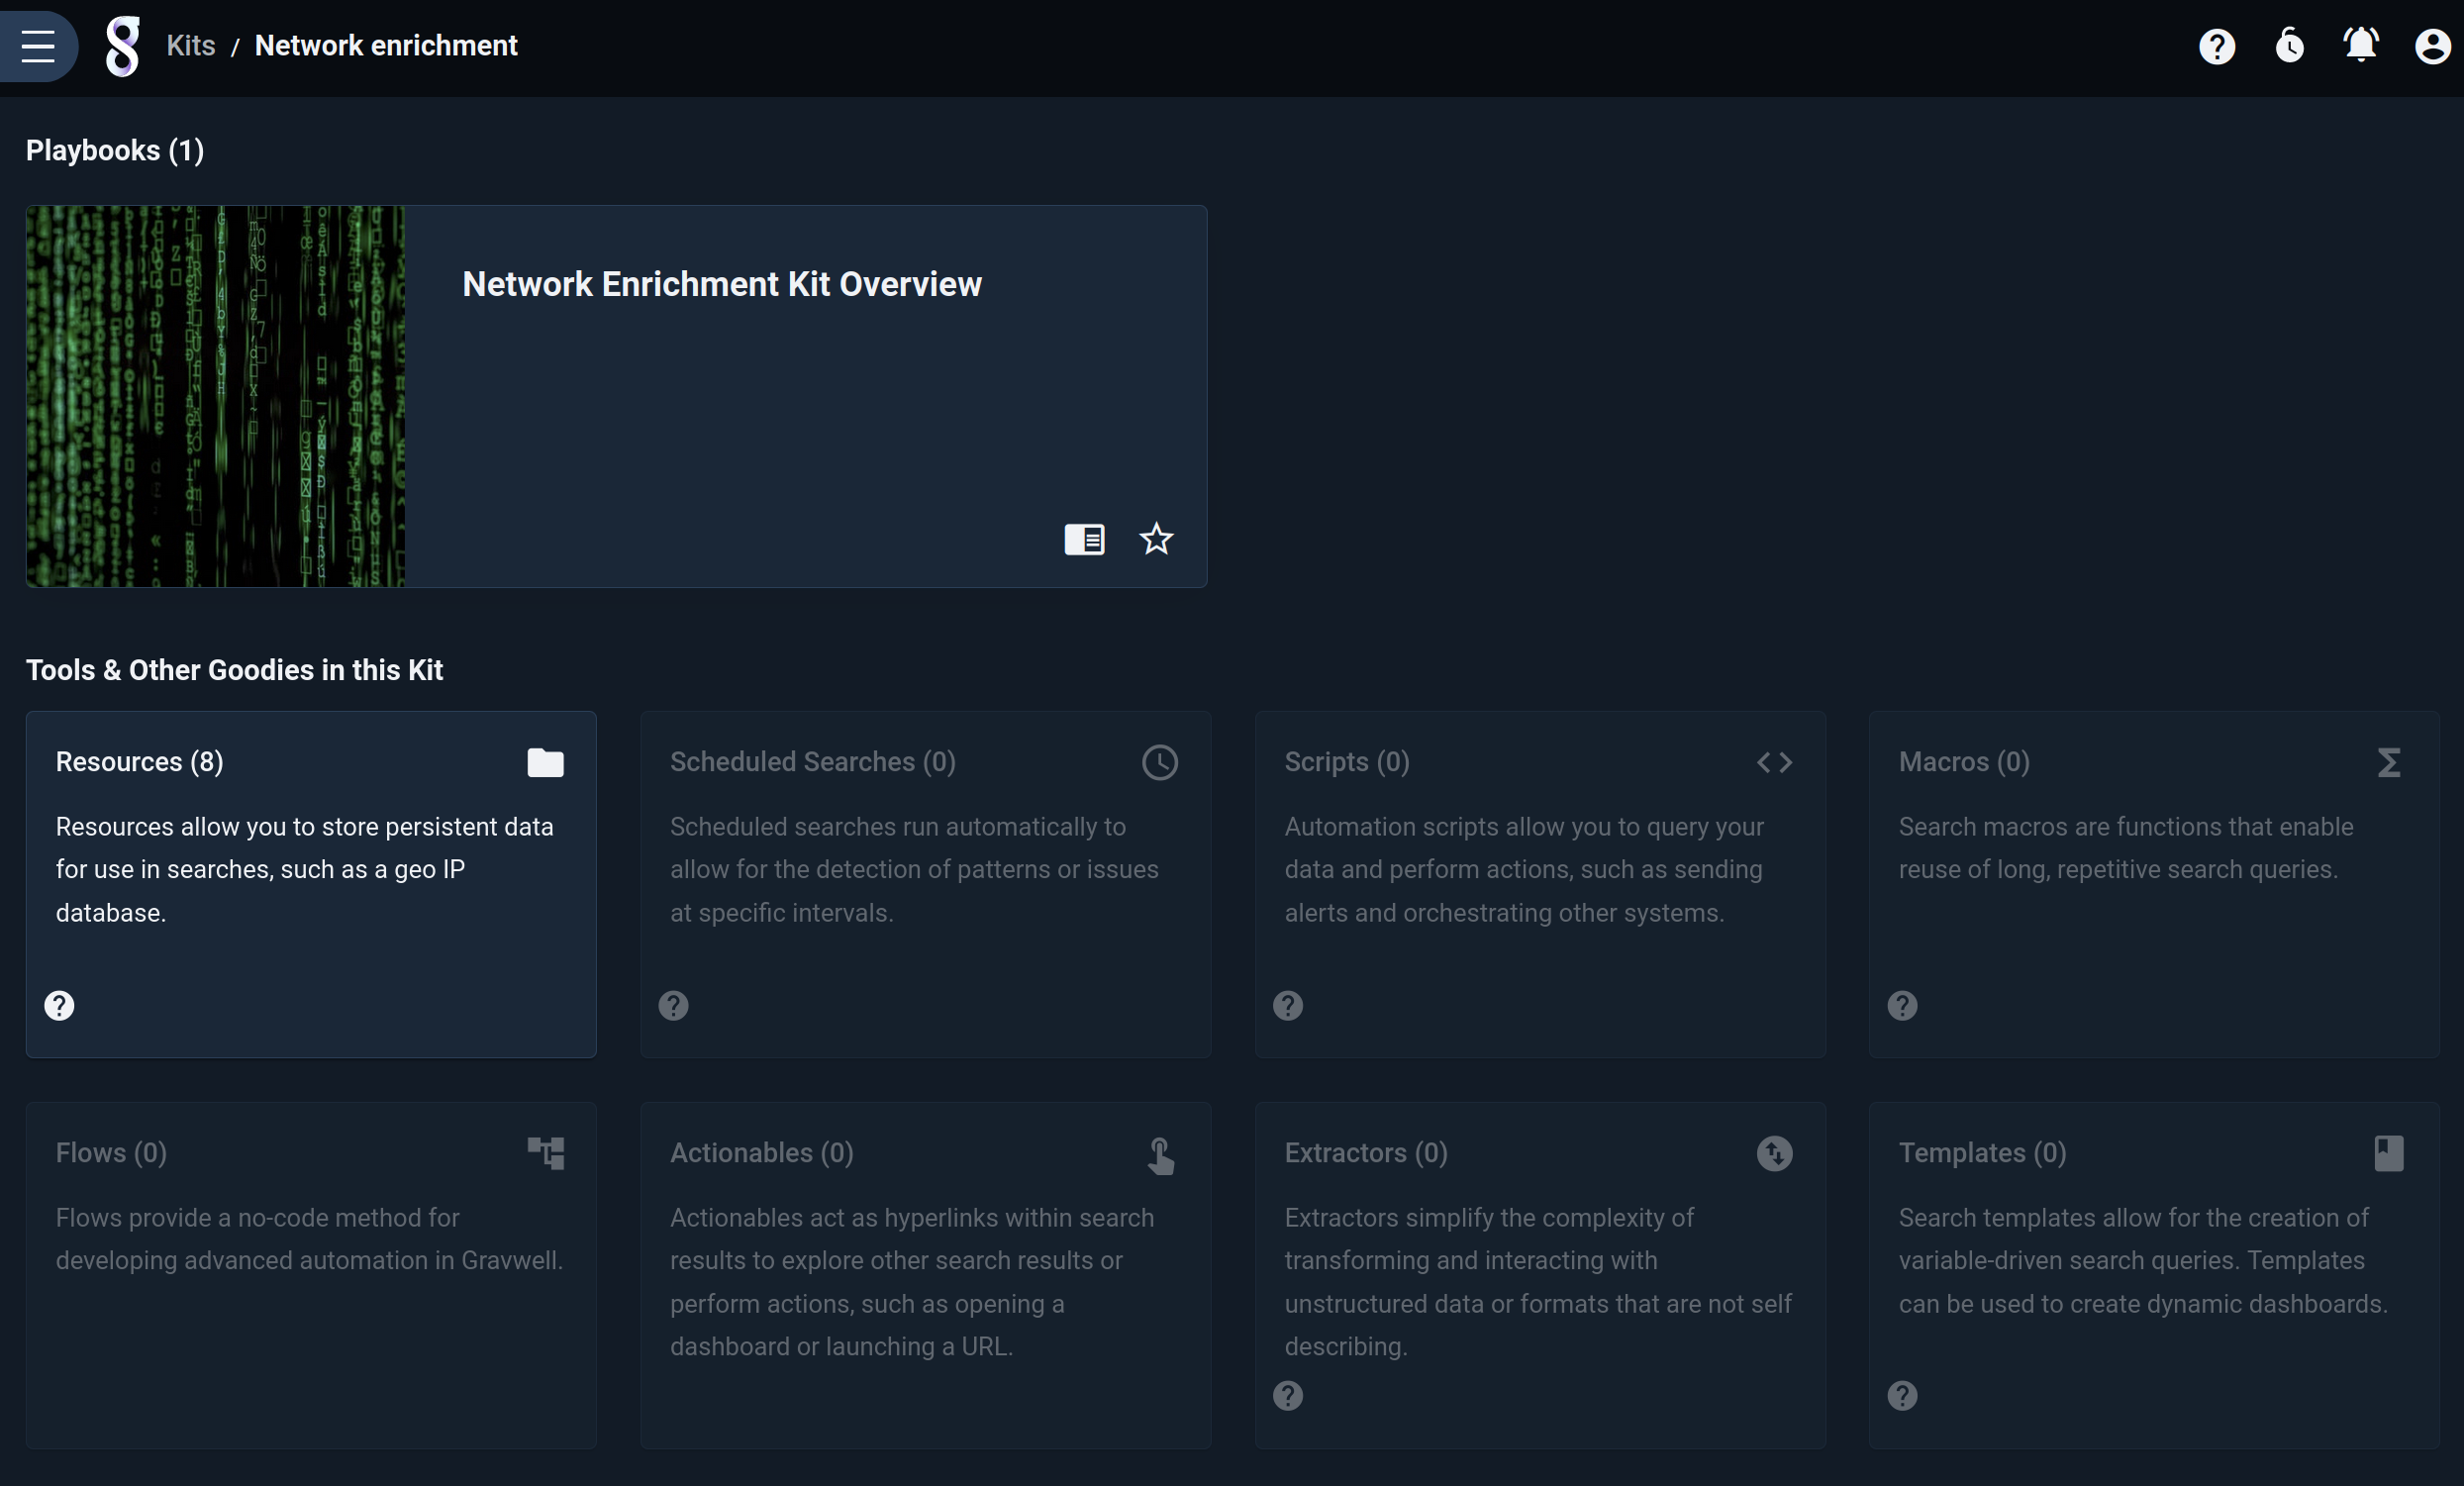 Kits / Network enrichment
Playbooks (1)
Network Enrichment Kit Overview
Tools & Other Goodies in this Kit
Resources (8)
Resources allow you to store persistent data
for use in searches, such as a geo IP
database.
Scheduled Searches (0)
Scheduled searches run automatically to
allow for the detection of patterns or issues
at specific intervals.
Scripts (0)
Automation scripts allow you to query your
data and perform actions, such as sending
alerts and orchestrating other systems.
Macros (0)
Search macros are functions that enable
reuse of long, repetitive search queries.
Flows (0)
Flows provide a no-code method for
developing advanced automation in Gravwell.
Actionables (0)
Actionables act as hyperlinks within search
results to explore other search results or
perform actions, such as opening a
dashboard or launching a URL.
Extractors (0)
Extractors simplify the complexity of
transforming and interacting with
unstructured data or formats that are not self
describing.
Templates (0)
Search templates allow for the creation of
variable-driven search queries. Templates
can be used to create dynamic dashboards.